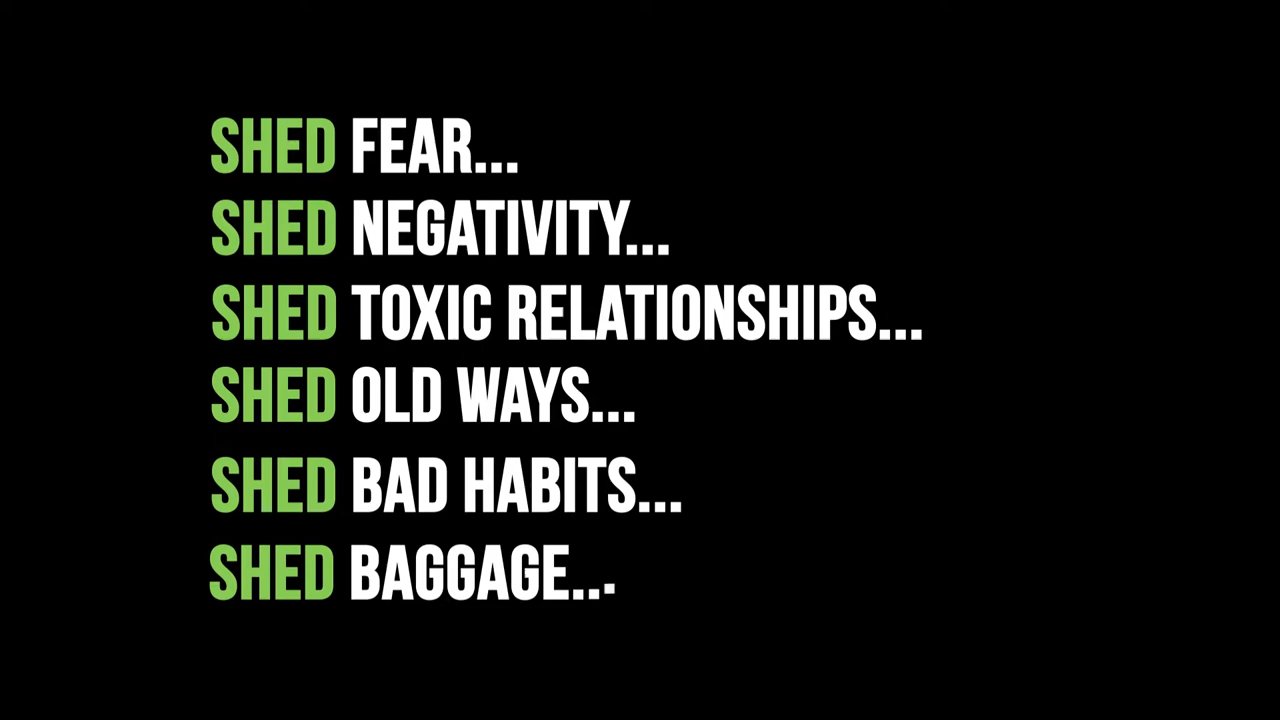 SHED FEAR...
SHED NEGATIVITY...
SHED TOXIC RELATIONSHIPS...
SHED OLD WAYS...
SHED BAD HABITS...
SHED BAGGAGE...